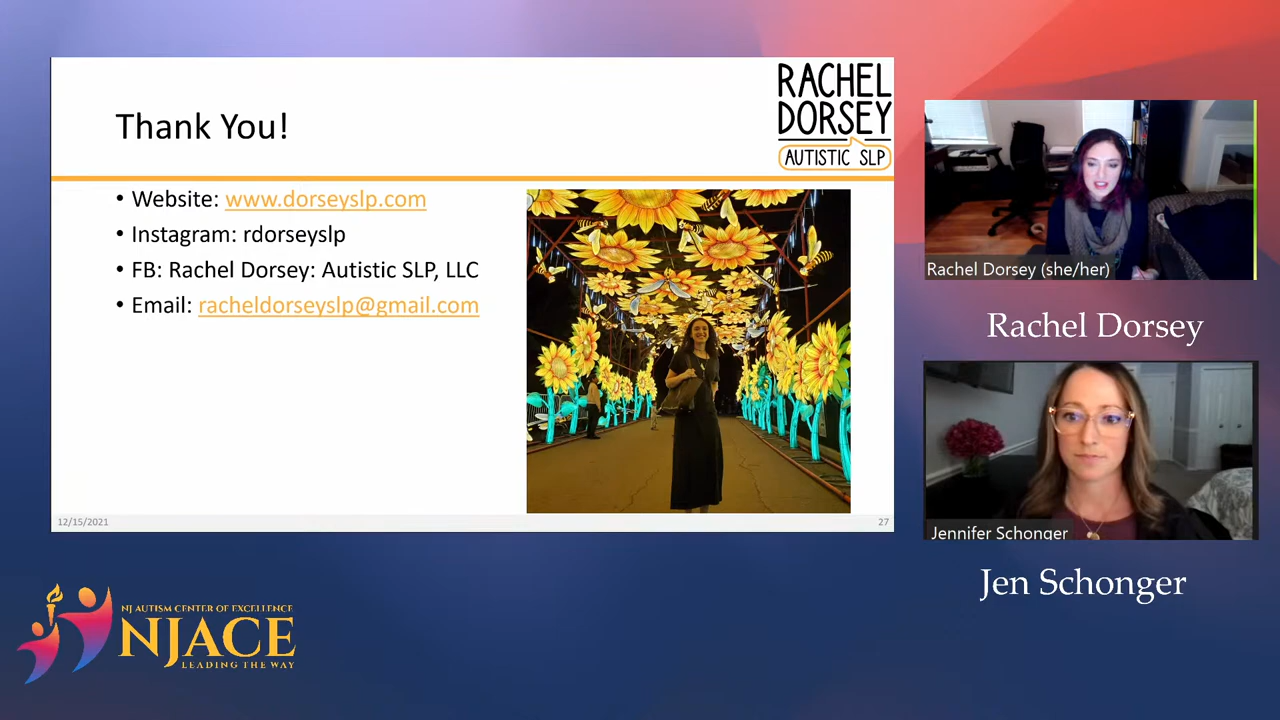 Thank You!
RACHEL
DORSEY
AUTISTIC SLP
• Website: www.dorseyslp.com
• Instagram: rdorseyslp
• FB: Rachel Dorsey: Autistic SLP, LLC
• Email: racheldorseyslp@gmail.com
12/15/2021
27
Rachel Dorsey (she/her)
Rachel Dorsey
Jennifer Schonger
Jen Schonger
NJ AUTISM CENTER OF EXCELLENCE
NJACE
LEADING THE WAY